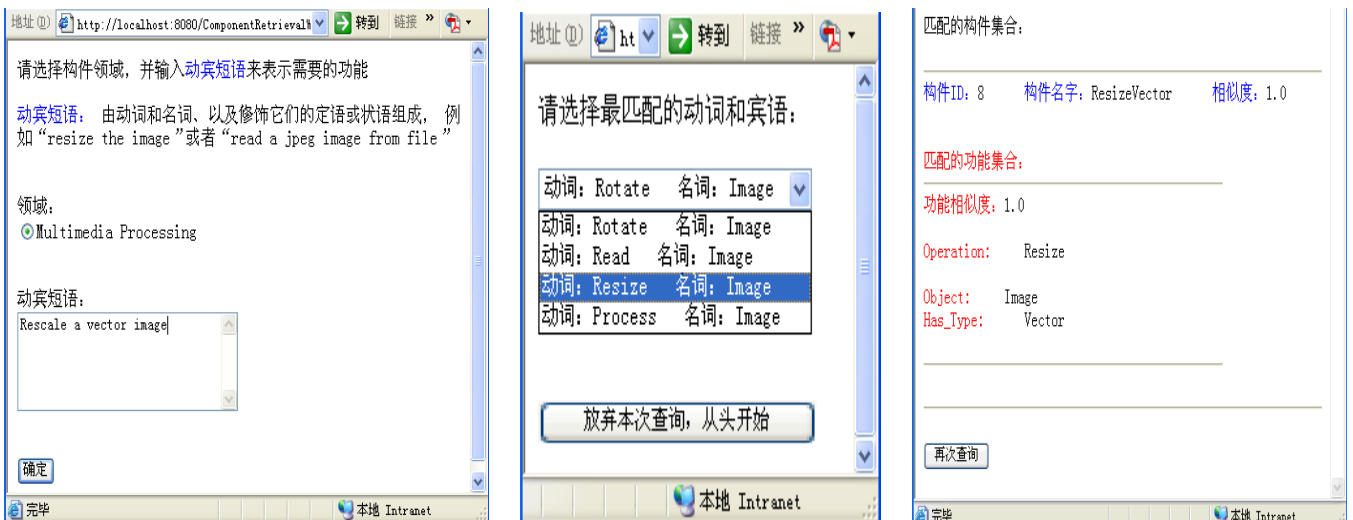 地址(D) http://localhost:8080/ComponentRetrieval 转到 链接 »
请选择构件领域，并输入动宾短语来表示需要的功能
动宾短语： 由动词和名词、以及修饰它们的定语或状语组成， 例
如“resize the image”或者“read a jpeg image from file”
领域：
Multimedia Processing
动宾短语：
Rescale a vector image
确定
完毕 本地 Intranet
地址(D) ht 转到 链接 »
请选择最匹配的动词和宾语：
动词：Rotate 名词：Image
动词：Rotate 名词：Image
动词：Read 名词：Image
动词：Resize 名词：Image
动词：Process 名词：Image
放弃本次查询，从头开始
本地 Intranet
匹配的构件集合：
构件ID：8 构件名字：ResizeVector 相似度：1.0
匹配的功能集合：
功能相似度：1.0
Operation: Resize
Object: Image
Has_Type: Vector
再次查询
完毕 本地 Intranet